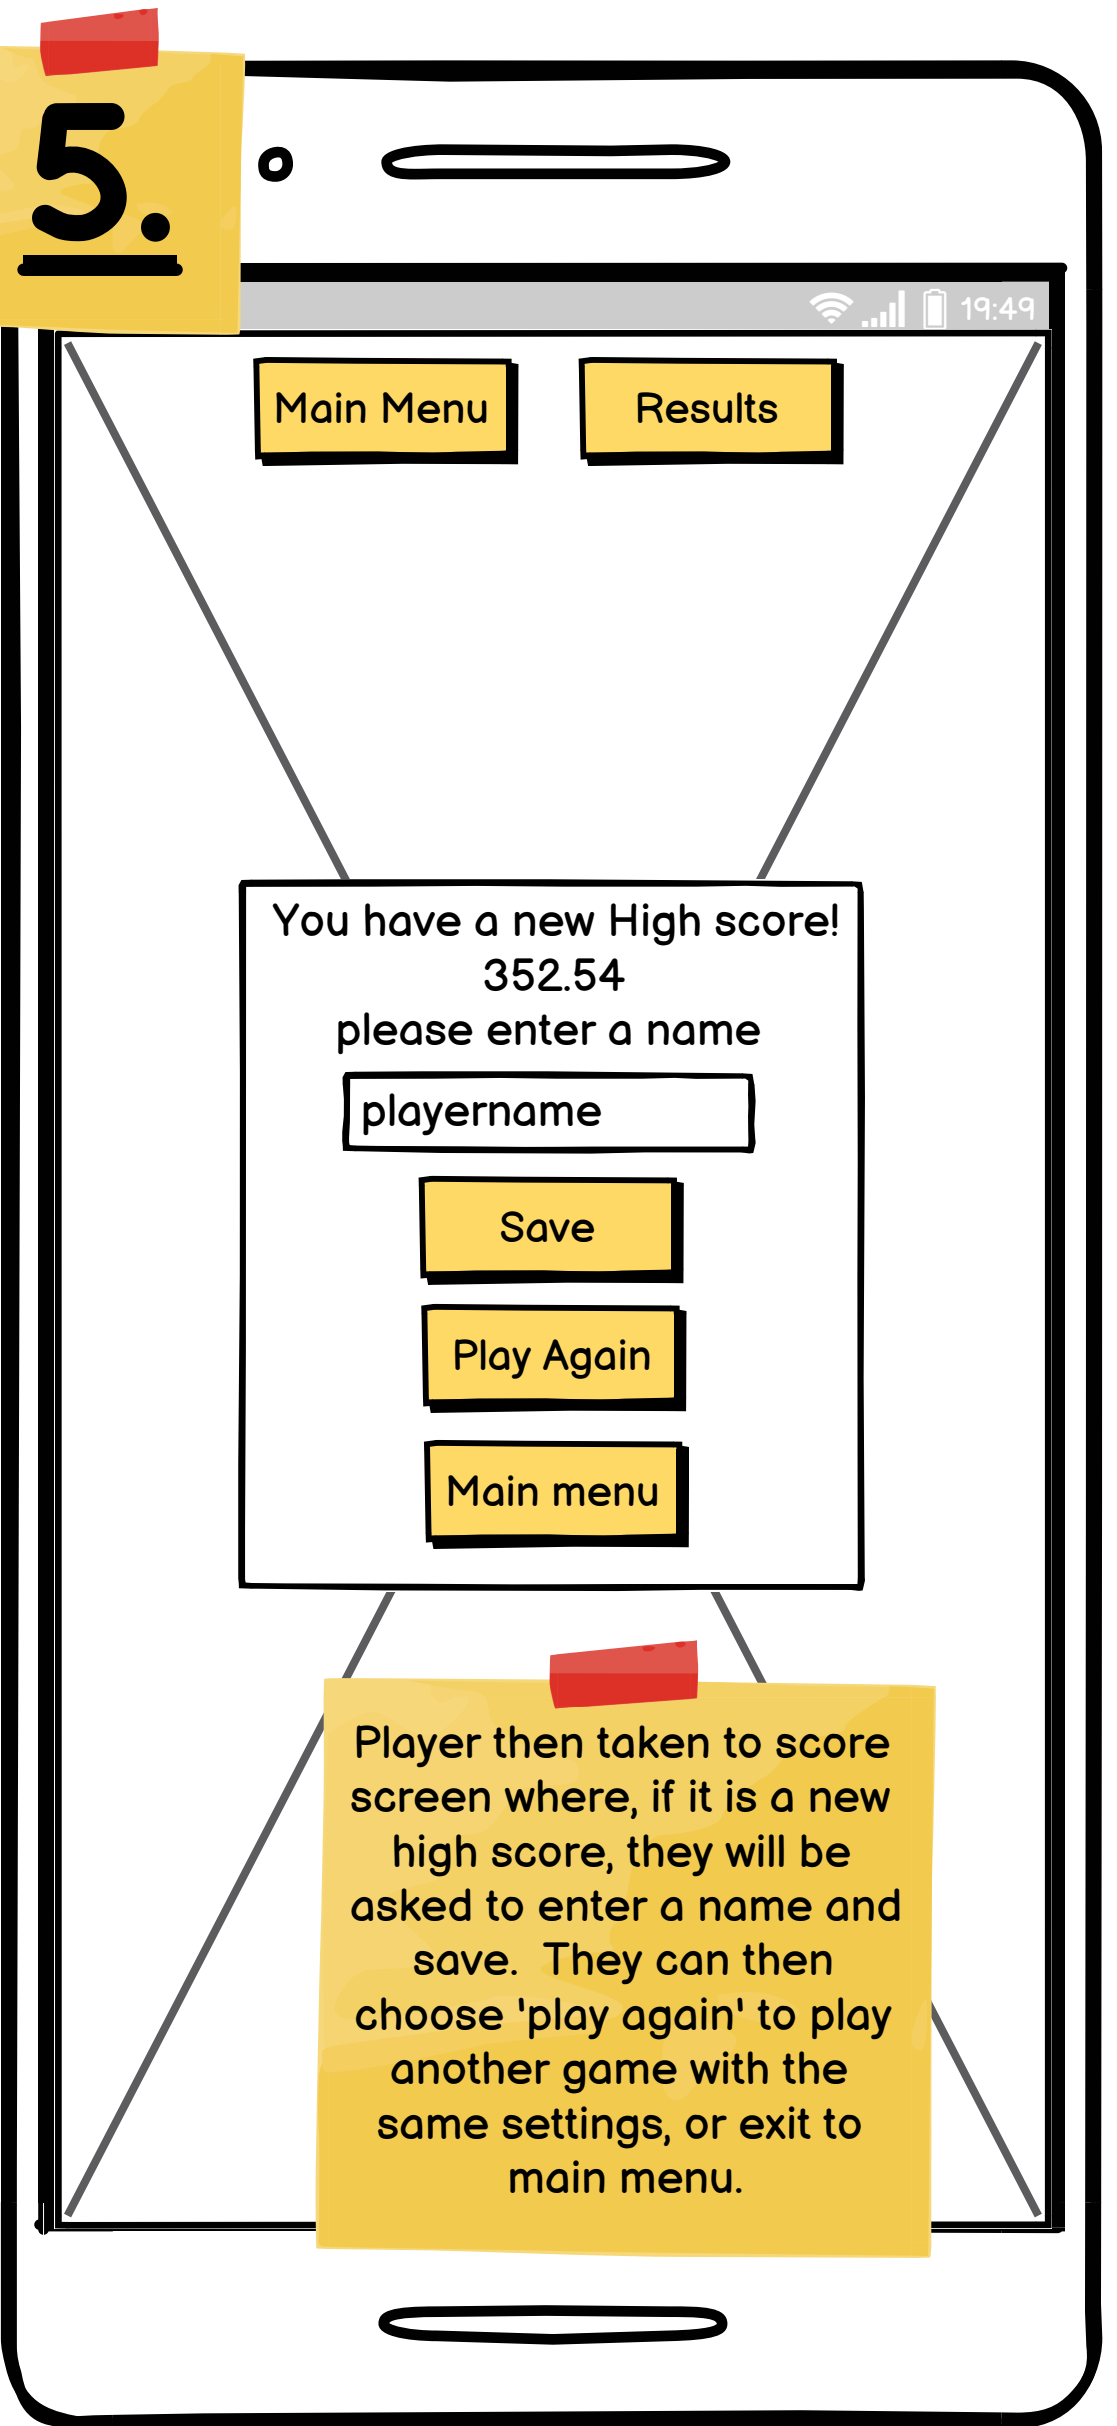 5.
19:49
Main Menu
Results
You have a new High score!
352.54
please enter a name
playername
Save
Play Again
Main menu
Player then taken to score
screen where, if it is a new
high score, they will be
asked to enter a name and
save.  They can then
choose 'play again' to play
another game with the
same settings, or exit to
main menu.